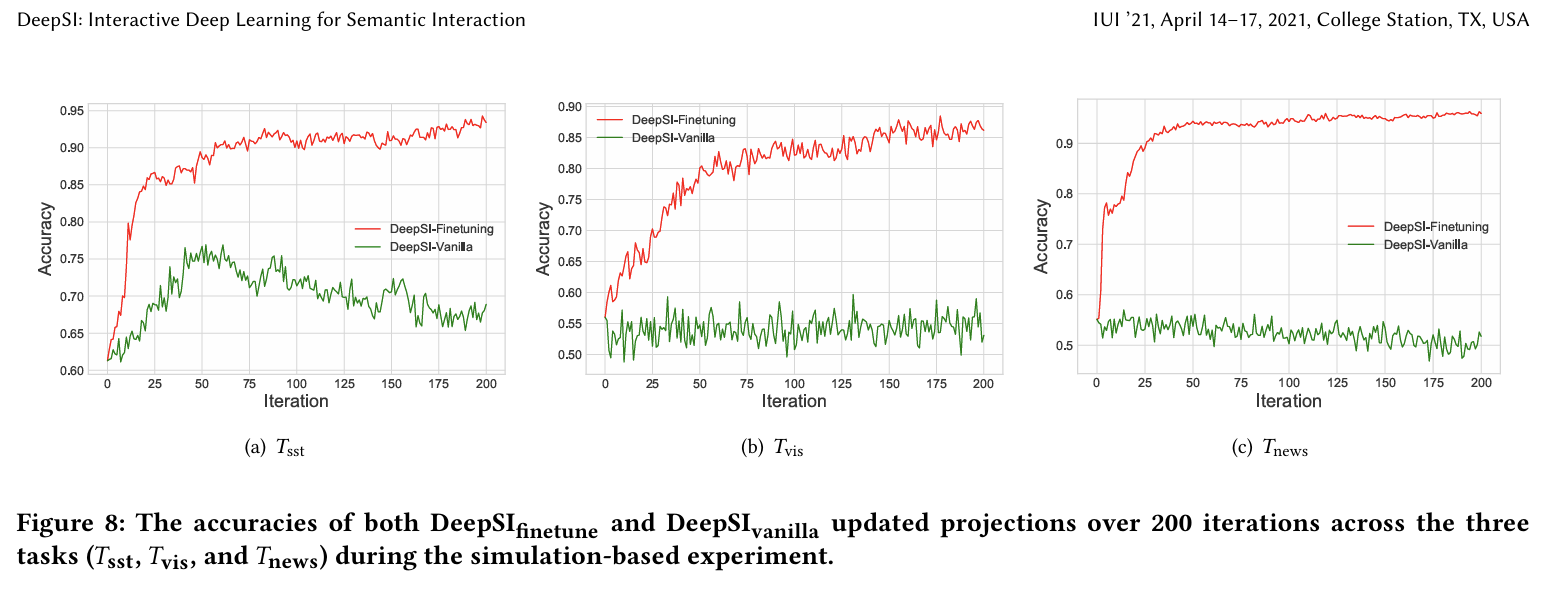 DeepSI: Interactive Deep Learning for Semantic Interaction
IUI ’21, April 14–17, 2021, College Station, TX, USA
0.95
0.90
0.85
0.80
0.75
0.70
0.65
0.60
Accuracy
DeepSI-Finetuning
DeepSI-Vanilla
0 25 50 75 100 125 150 175 200
Iteration
(a) Tsst
0.90
0.85
0.80
0.75
0.70
0.65
0.60
0.55
0.50
Accuracy
DeepSI-Finetuning
DeepSI-Vanilla
0 25 50 75 100 125 150 175 200
Iteration
(b) Tvis
0.9
0.8
0.7
0.6
0.5
Accuracy
DeepSI-Finetuning
DeepSI-Vanilla
0 25 50 75 100 125 150 175 200
Iteration
(c) Tnews
Figure 8: The accuracies of both DeepSIfinetune and DeepSIvanilla updated projections over 200 iterations across the three
tasks (Tsst, Tvis, and Tnews) during the simulation-based experiment.